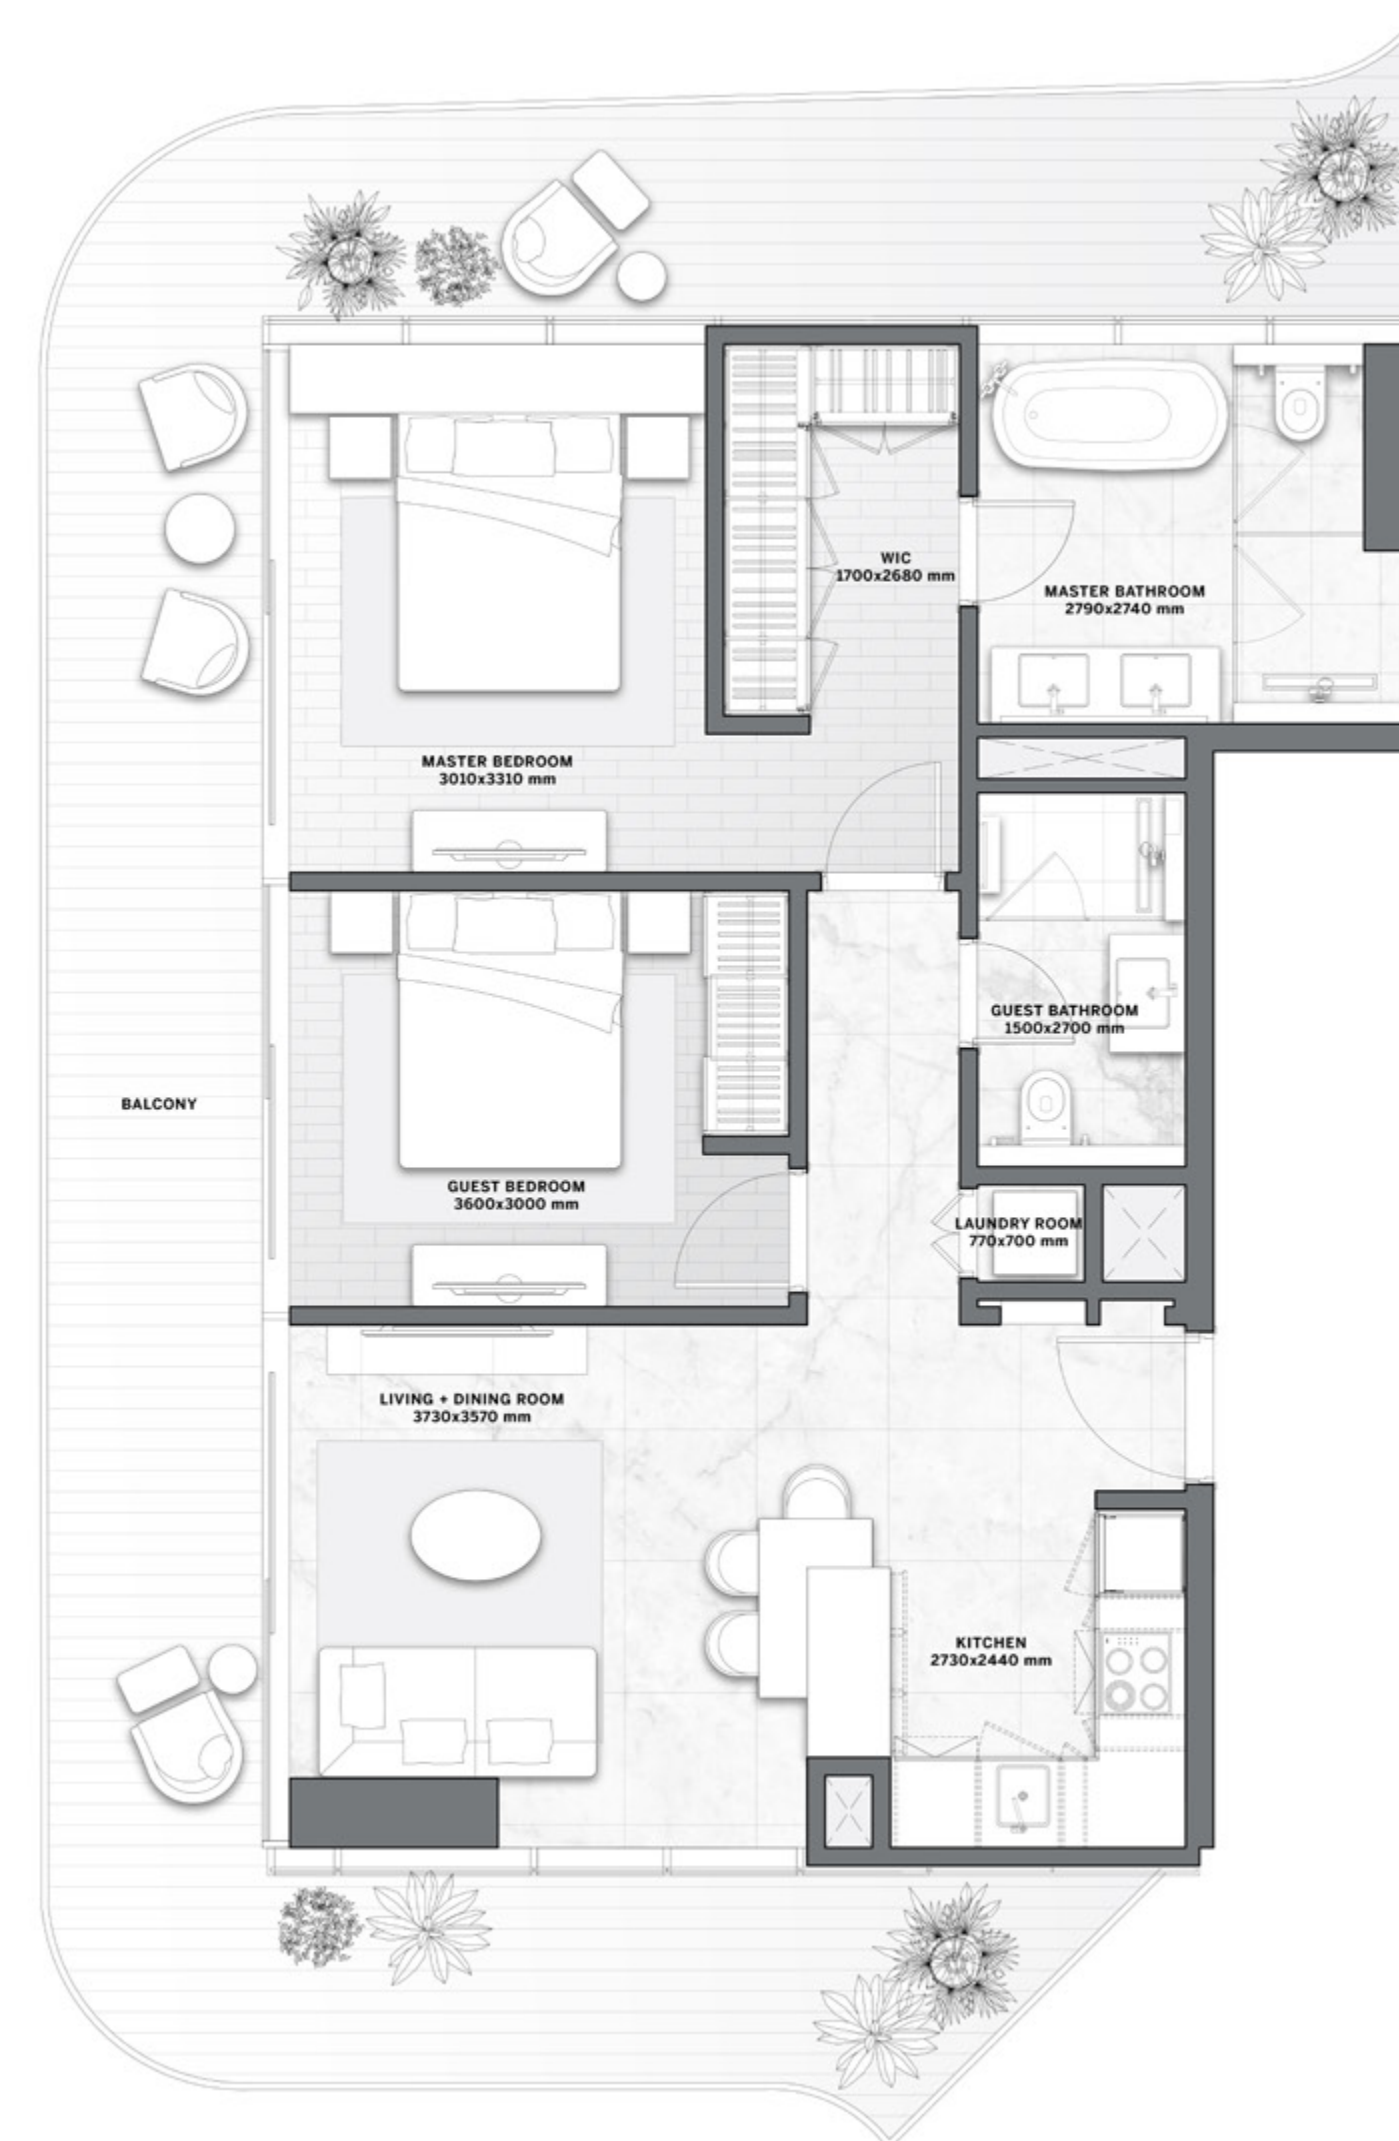 WIC
1700x2680 mm
MASTER BATHROOM
2790x2740 mm
MASTER BEDROOM
3010x3310 mm
GUEST BATHROOM
1500x2700 mm
BALCONY
GUEST BEDROOM
3600x3000 mm
LAUNDRY ROOM
770x700 mm
LIVING + DINING ROOM
3730x3570 mm
KITCHEN
2730x2440 mm